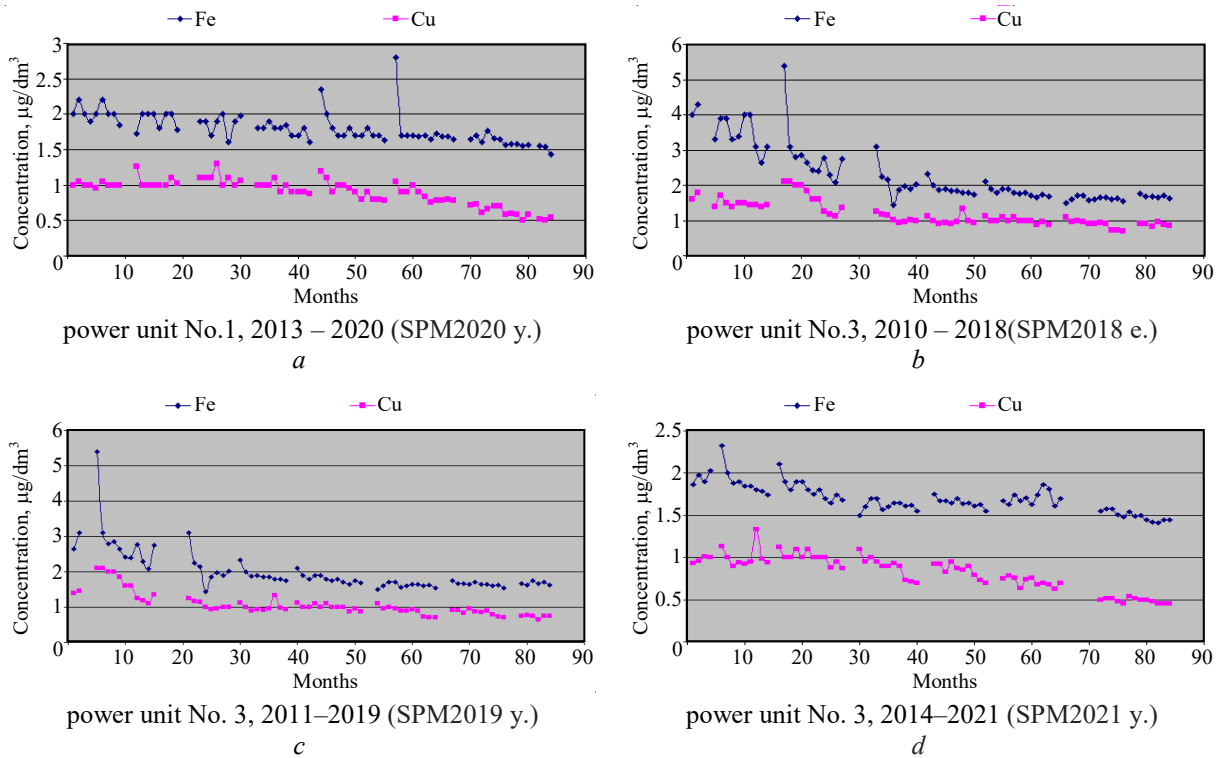 Fe Cu
Concentration, µg/dm³
3
2.5
2
1.5
1
0.5
0
10 20 30 40 50 60 70 80 90
Months
power unit No.1, 2013 – 2020 (SPM2020 y.)
a
Fe Cu
Concentration, µg/dm³
6
5
4
3
2
1
0
10 20 30 40 50 60 70 80 90
Months
power unit No.3, 2010 – 2018(SPM2018 e.)
b
Fe Cu
Concentration, µg/dm³
6
5
4
3
2
1
0
10 20 30 40 50 60 70 80 90
Months
power unit No. 3, 2011–2019 (SPM2019 y.)
c
Fe Cu
Concentration, µg/dm³
2.5
2
1.5
1
0.5
0
10 20 30 40 50 60 70 80 90
Months
power unit No. 3, 2014–2021 (SPM2021 y.)
d